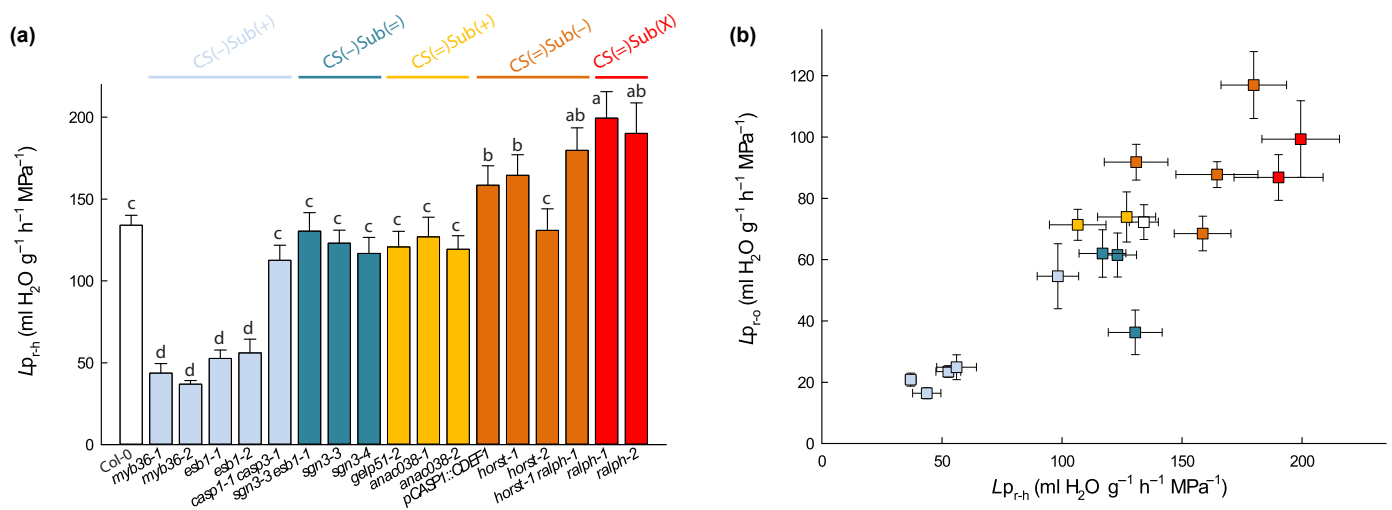 (a)
CS(–)Sub(+)
CS(–)Sub(=)
CS(=)Sub(+)
CS(=)Sub(–)
CS(=)Sub(X)
Lp r-h (ml H2O g–1 h–1 MPa–1)
200
150
100
50
0
c
d
d
d
d
c
c
c
c
c
c
c
b
b
c
ab
a
ab
Col-0
myb36-1
myb36-2
esb1-1
esb1-2
casp1-1 casp3-1
sgn3-3 esb1-1
sgn3-3
sgn3-4
gelp51-2
anac038-1
anac038-2
pCASP1::CDEF1
horst-1
horst-2
horst-1 ralph-1
ralph-1
ralph-2
(b)
Lp r-o (ml H2O g–1 h–1 MPa–1)
120
100
80
60
40
20
0
0
50
100
150
200
Lp r-h (ml H2O g–1 h–1 MPa–1)